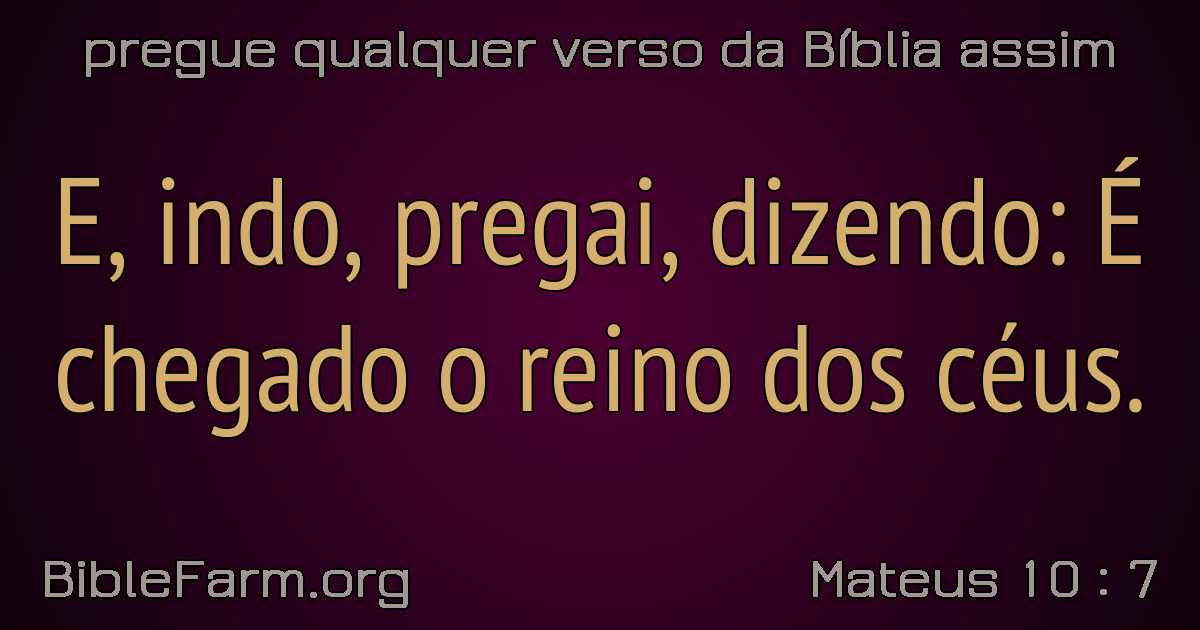 pregue qualquer verso da Bíblia assim
E, indo, pregai, dizendo: É
chegado o reino dos céus.
BibleFarm.org
Mateus 10 : 7